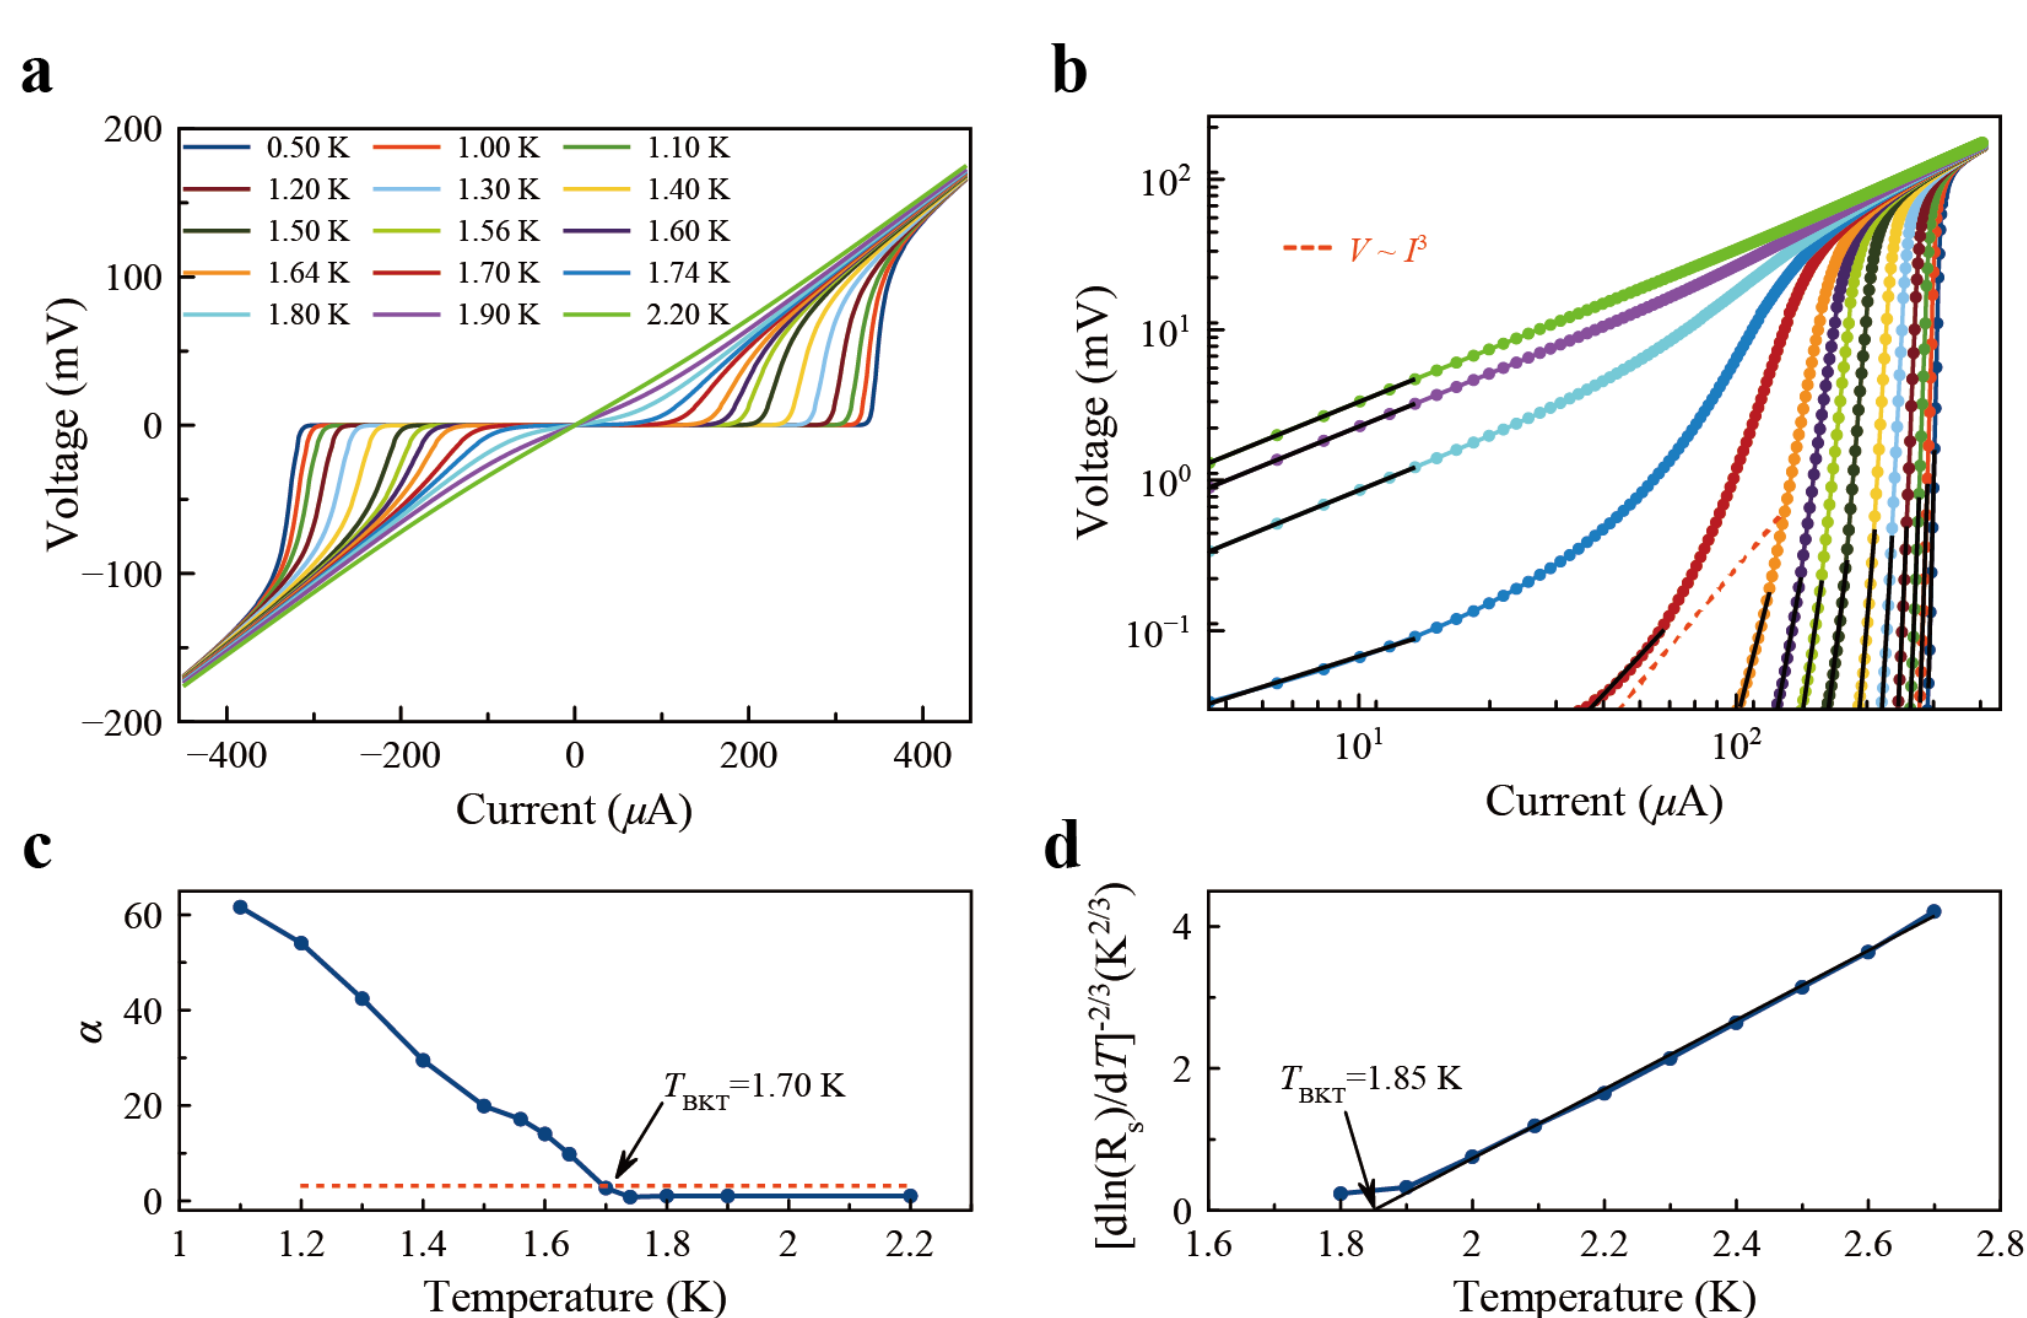 a
200
100
0
−100
−200
Voltage (mV)
0.50 K 1.00 K 1.10 K
1.20 K 1.30 K 1.40 K
1.50 K 1.56 K 1.60 K
1.64 K 1.70 K 1.74 K
1.80 K 1.90 K 2.20 K
−400 −200 0 200 400
Current (μA)
b
10²
10¹
10⁰
10⁻¹
Voltage (mV)
V ~ I³
10¹ 10²
Current (μA)
c
60
40
20
0
α
T_BKT=1.70 K
1 1.2 1.4 1.6 1.8 2 2.2
Temperature (K)
d
4
2
0
[dln(Rₛ)/dT]^-2/3(K^2/3)
T_BKT=1.85 K
1.6 1.8 2 2.2 2.4 2.6 2.8
Temperature (K)